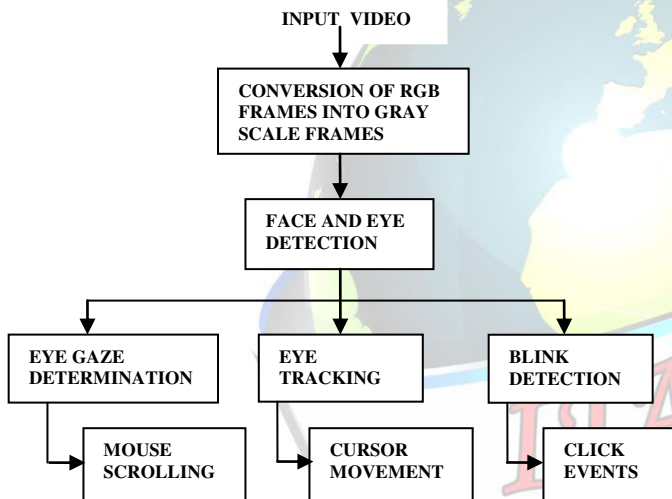 INPUT VIDEO
CONVERSION OF RGB
FRAMES INTO GRAY
SCALE FRAMES
FACE AND EYE
DETECTION
EYE GAZE
DETERMINATION
EYE
TRACKING
BLINK
DETECTION
MOUSE
SCROLLING
CURSOR
MOVEMENT
CLICK
EVENTS